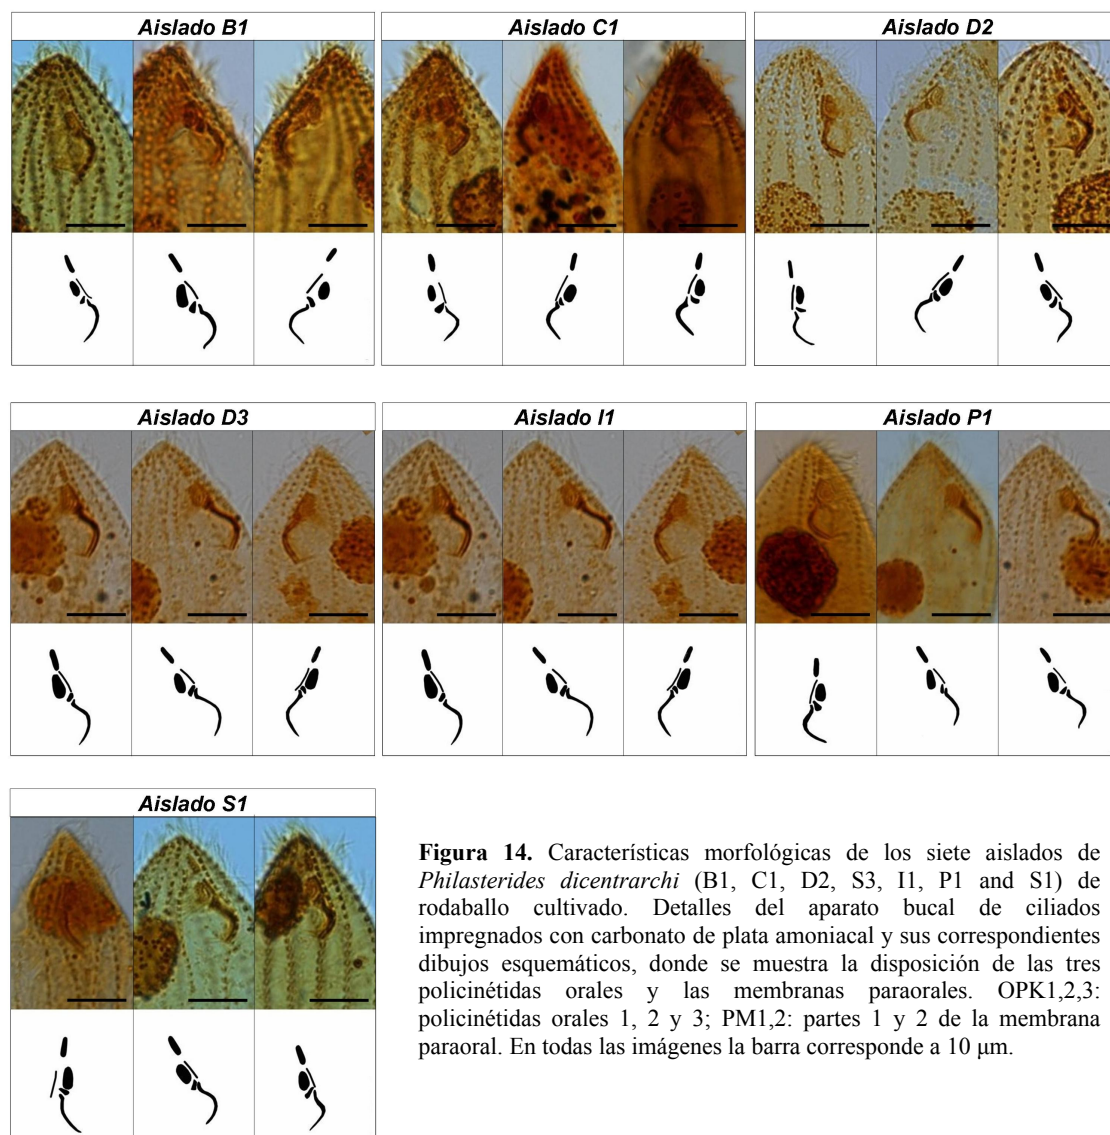 Aislado B1
Aislado C1
Aislado D2
Aislado D3
Aislado I1
Aislado P1
Aislado S1
Figura 14. Características morfológicas de los siete aislados de
Philasterides dicentrarchi (B1, C1, D2, S3, I1, P1 and S1) de
rodaballo cultivado. Detalles del aparato bucal de ciliados
impregnados con carbonato de plata amoniacal y sus correspondientes
dibujos esquemáticos, donde se muestra la disposición de las tres
policinétidas orales y las membranas paraorales. OPK1,2,3:
policinétidas orales 1, 2 y 3; PM1,2: partes 1 y 2 de la membrana
paraoral. En todas las imágenes la barra corresponde a 10 μm.